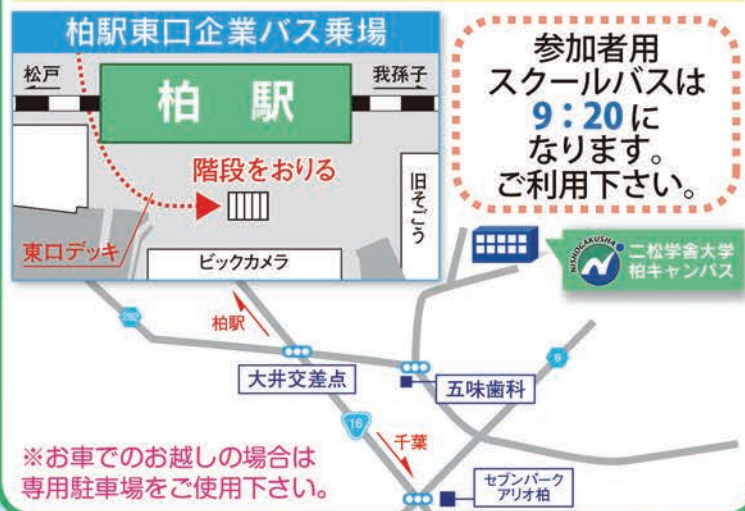 柏駅東口企業バス乗場
松戸
我孫子
柏 駅
階段をおりる
旧そごう
東口デッキ
ビックカメラ
参加者用
スクールバスは
9：20に
なります。
ご利用下さい。
NISHOGAKUSHA
二松学舎大学
柏キャンパス
282
柏駅
9
大井交差点
五味歯科
16
千葉
※お車でのお越しの場合は
専用駐車場をご使用下さい。
セブンパーク
アリオ柏